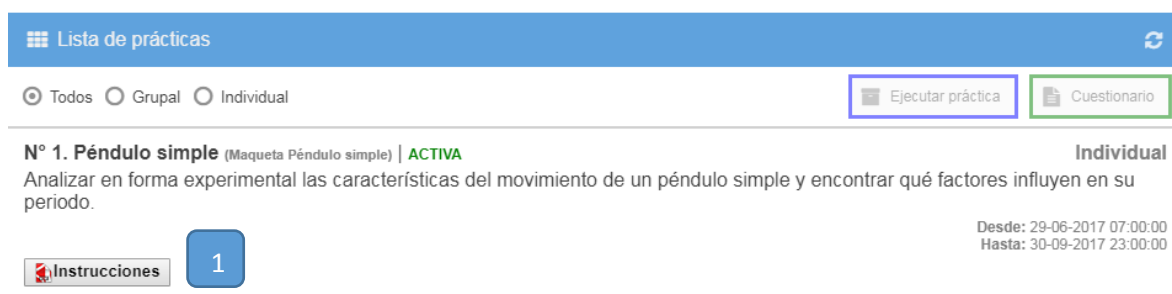 Lista de prácticas
Todos Grupal Individual Ejecutar práctica Cuestionario
N° 1. Péndulo simple (Maqueta Péndulo simple) | ACTIVA Individual
Analizar en forma experimental las características del movimiento de un péndulo simple y encontrar qué factores influyen en su
periodo.
Desde: 29-06-2017 07:00:00
Hasta: 30-09-2017 23:00:00
Instrucciones 1